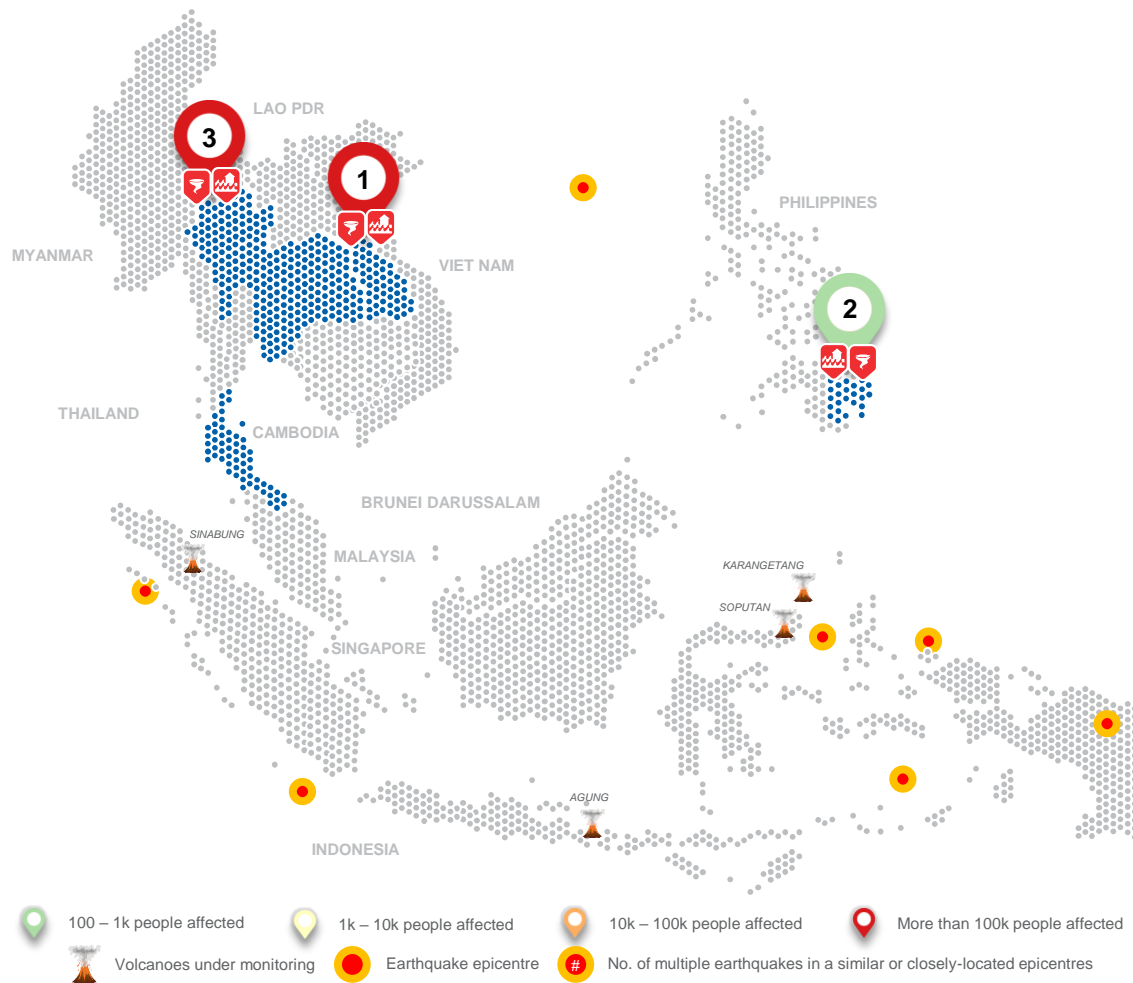 LAO PDR
3
1
PHILIPPINES
MYANMAR
VIET NAM
2
THAILAND
CAMBODIA
BRUNEI DARUSSALAM
SINABUNG
MALAYSIA
KARANGETANG
SOPUTAN
SINGAPORE
AGUNG
INDONESIA
100 – 1k people affected
1k – 10k people affected
10k – 100k people affected
More than 100k people affected
Volcanoes under monitoring
Earthquake epicentre
#
No. of multiple earthquakes in a similar or closely-located epicentres